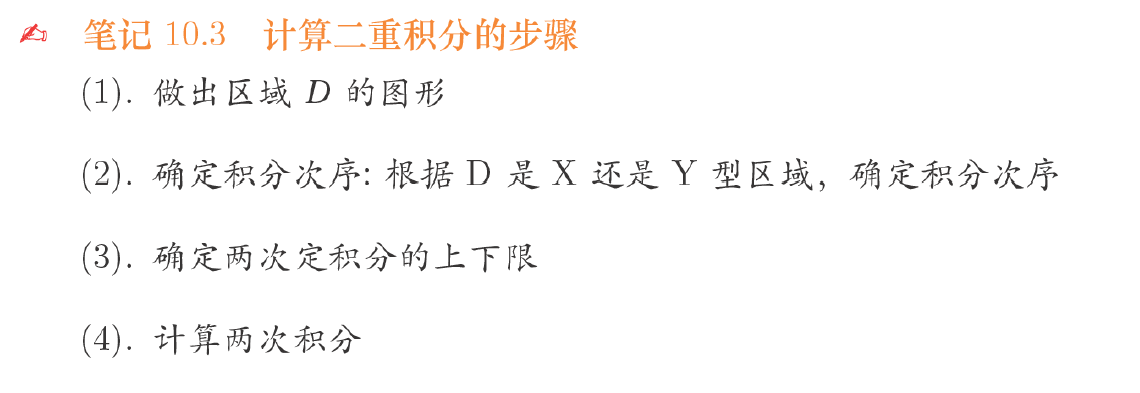 笔记 10.3 计算二重积分的步骤
(1). 做出区域 D 的图形
(2). 确定积分次序: 根据 D 是 X 还是 Y 型区域，确定积分次序
(3). 确定两次定积分的上下限
(4). 计算两次积分